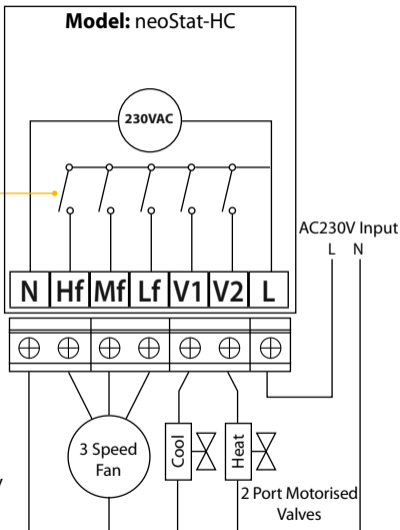 Model: neoStat-HC
230VAC
AC230V Input
L N
N Hf Mf Lf V1 V2 L
3 Speed
Fan
Cool
Heat
2 Port Motorised
Valves